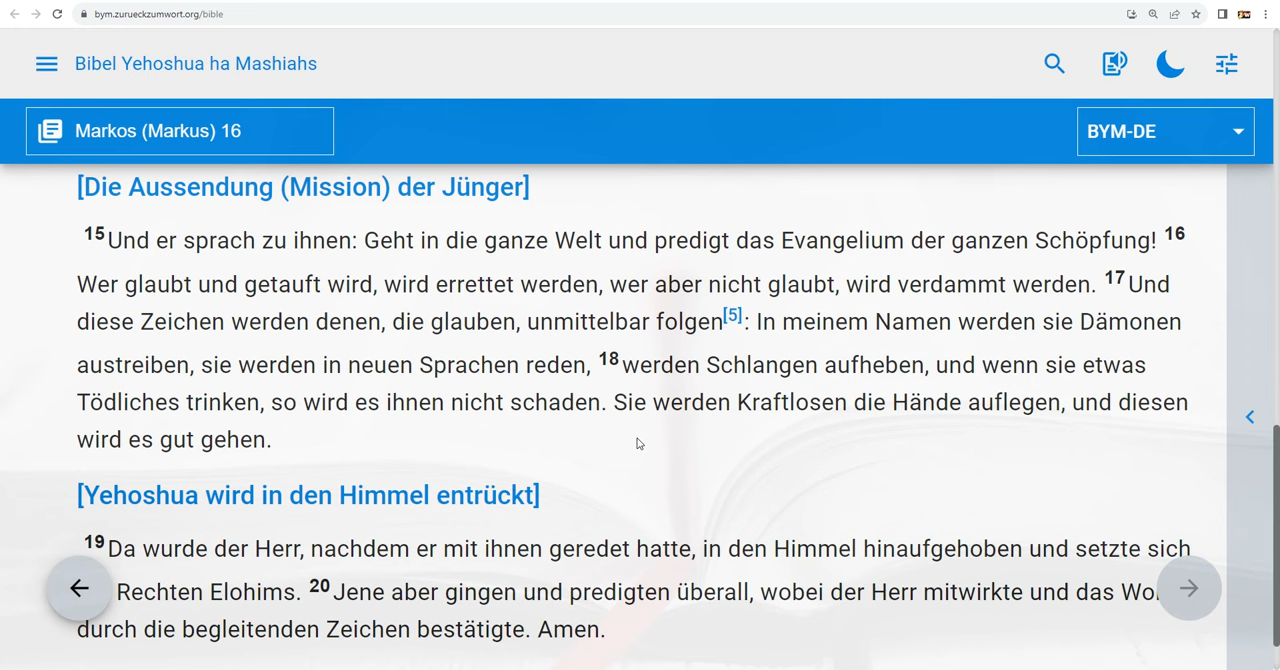 bym.zurueckzumwort.org/bible
Bibel Yehoshua ha Mashiahs
Markos (Markus) 16
BYM-DE
[Die Aussendung (Mission) der Jünger]
15 Und er sprach zu ihnen: Geht in die ganze Welt und predigt das Evangelium der ganzen Schöpfung! 16
Wer glaubt und getauft wird, wird errettet werden, wer aber nicht glaubt, wird verdammt werden. 17 Und
diese Zeichen werden denen, die glauben, unmittelbar folgen[5]: In meinem Namen werden sie Dämonen
austreiben, sie werden in neuen Sprachen reden, 18 werden Schlangen aufheben, und wenn sie etwas
Tödliches trinken, so wird es ihnen nicht schaden. Sie werden Kraftlosen die Hände auflegen, und diesen
wird es gut gehen.
[Yehoshua wird in den Himmel entrückt]
19 Da wurde der Herr, nachdem er mit ihnen geredet hatte, in den Himmel hinaufgehoben und setzte sich
Rechten Elohims. 20 Jene aber gingen und predigten überall, wobei der Herr mitwirkte und das
durch die begleitenden Zeichen bestätigte. Amen.